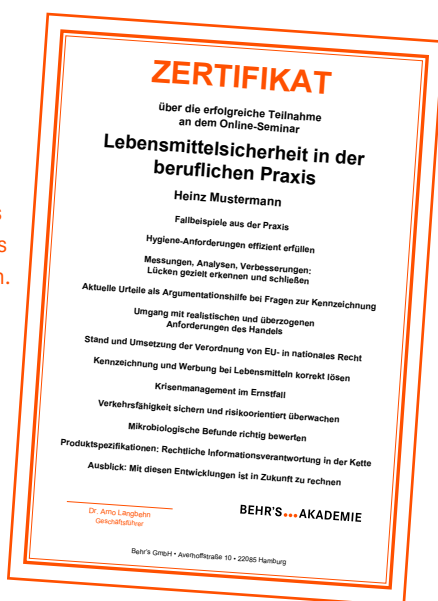 ZERTIFIKAT
über die erfolgreiche Teilnahme
an dem Online-Seminar
Lebensmittelsicherheit in der
beruflichen Praxis
Heinz Mustermann
Fallbeispiele aus der Praxis
Hygiene-Anforderungen effizient erfüllen
Messungen, Analysen, Verbesserungen:
Lücken gezielt erkennen und schließen
Aktuelle Urteile als Argumentationshilfe bei Fragen zur Kennzeichnung
Umgang mit realistischen und überzogenen
Anforderungen des Handels
Stand und Umsetzung der Verordnung von EU- in nationales Recht
Kennzeichnung und Werbung bei Lebensmitteln korrekt lösen
Krisenmanagement im Ernstfall
Verkehrsfähigkeit sichern und risikoorientiert überwachen
Mikrobiologische Befunde richtig bewerten
Produktspezifikationen: Rechtliche Informationsverantwortung in der Kette
Ausblick: Mit diesen Entwicklungen ist in Zukunft zu rechnen
Dr. Arno Langbehn
Geschäftsführer
BEHR'S...AKADEMIE
Behr's GmbH • Averhoffstraße 10 • 22085 Hamburg